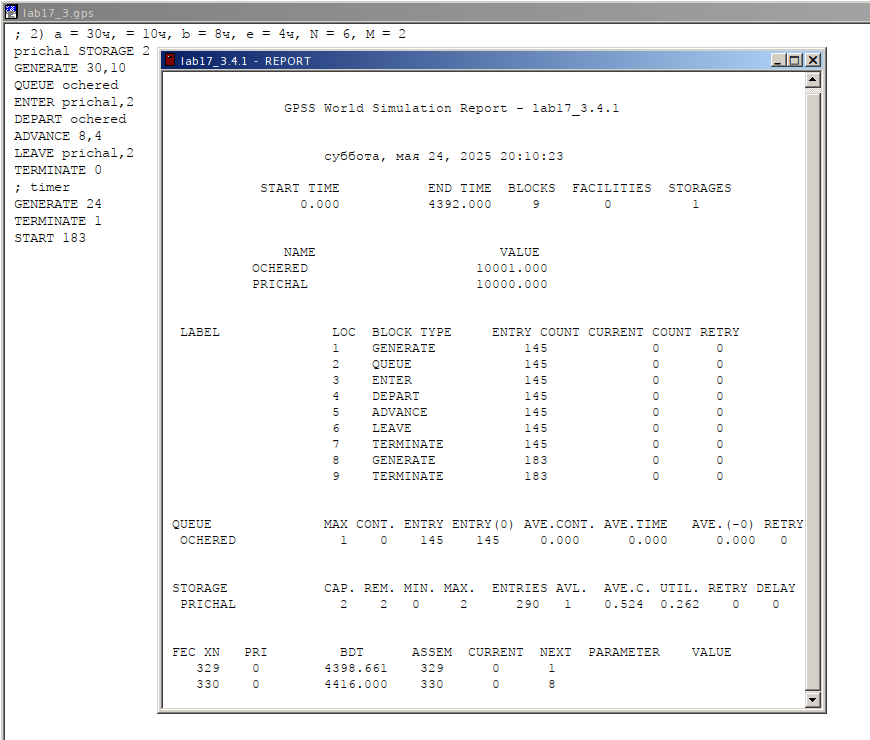 lab17_3.gps
; 2) a = 30ч, = 10ч, b = 8ч, e = 4ч, N = 6, M = 2
prichal STORAGE 2
GENERATE 30,10
QUEUE ochered
ENTER prichal,2
DEPART ochered
ADVANCE 8,4
LEAVE prichal,2
TERMINATE 0
; timer
GENERATE 24
TERMINATE 1
START 183
lab17_3.4.1 - REPORT
GPSS World Simulation Report - lab17_3.4.1
суббота, мая 24, 2025 20:10:23
START TIME END TIME BLOCKS FACILITIES STORAGES
0.000 4392.000 9 0 1
NAME VALUE
OCHERED 10001.000
PRICHAL 10000.000
LABEL LOC BLOCK TYPE ENTRY COUNT CURRENT COUNT RETRY
1 GENERATE 145 0 0
2 QUEUE 145 0 0
3 ENTER 145 0 0
4 DEPART 145 0 0
5 ADVANCE 145 0 0
6 LEAVE 145 0 0
7 TERMINATE 145 0 0
8 GENERATE 183 0 0
9 TERMINATE 183 0 0
QUEUE MAX CONT. ENTRY ENTRY(0) AVE.CONT. AVE.TIME AVE.(-0) RETRY
OCHERED 1 0 145 145 0.000 0.000 0.000 0
STORAGE CAP. REM. MIN. MAX. ENTRIES AVL. AVE.C. UTIL. RETRY DELAY
PRICHAL 2 2 0 2 290 1 0.524 0.262 0 0
FEC XN PRI BDT ASSEM CURRENT NEXT PARAMETER VALUE
329 0 4398.661 329 0 1
330 0 4416.000 330 0 8